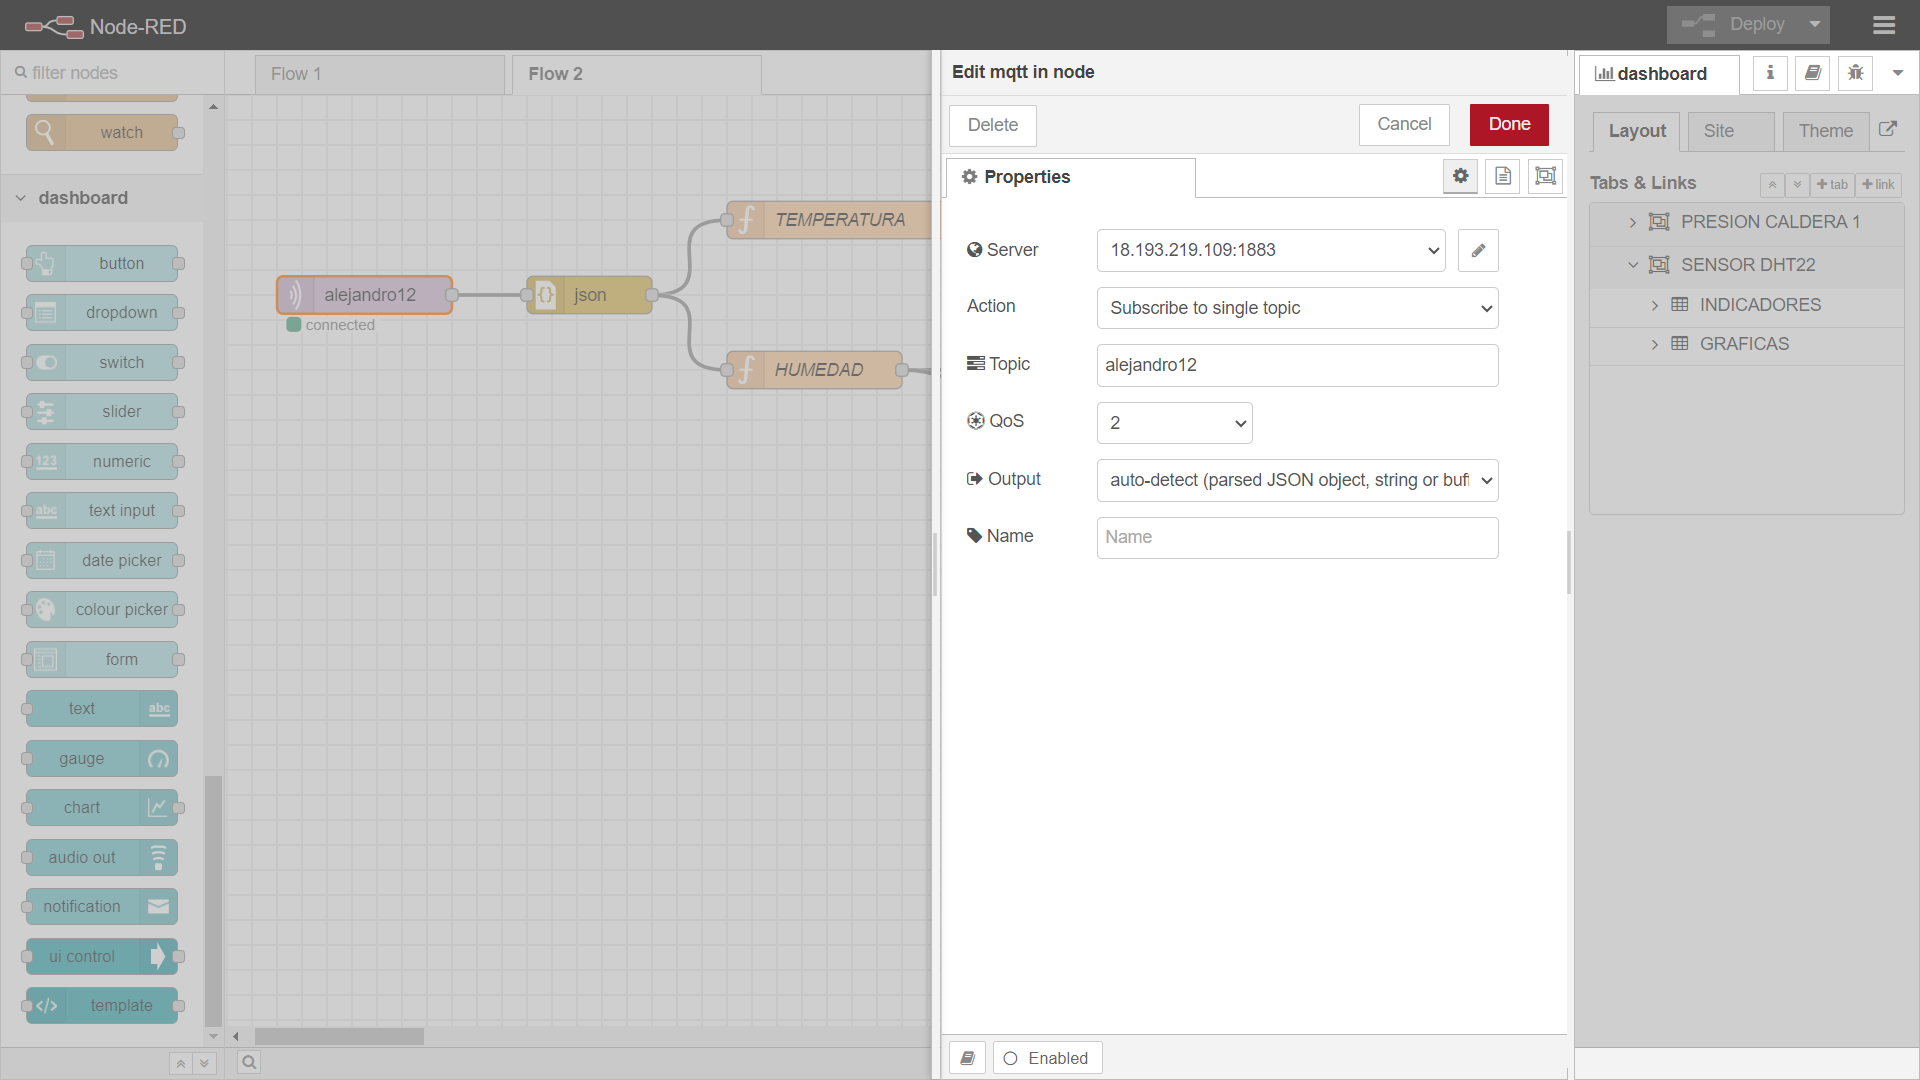 Node-RED
Deploy
filter nodes
watch
dashboard
button
dropdown
switch
slider
123
numeric
abc
text input
date picker
colour picker
form
text
abc
gauge
chart
audio out
notification
ui control
template
Flow 1
Flow 2
alejandro12
connected
{}
json
TEMPERATURA
HUMEDAD
Edit mqtt in node
Delete
Cancel
Done
Properties
Server
18.193.219.109:1883
Action
Subscribe to single topic
Topic
alejandro12
QoS
2
Output
auto-detect (parsed JSON object, string or buf
Name
Name
Enabled
dashboard
i
Layout
Site
Theme
Tabs & Links
+tab
+link
PRESION CALDERA 1
SENSOR DHT22
INDICADORES
GRAFICAS